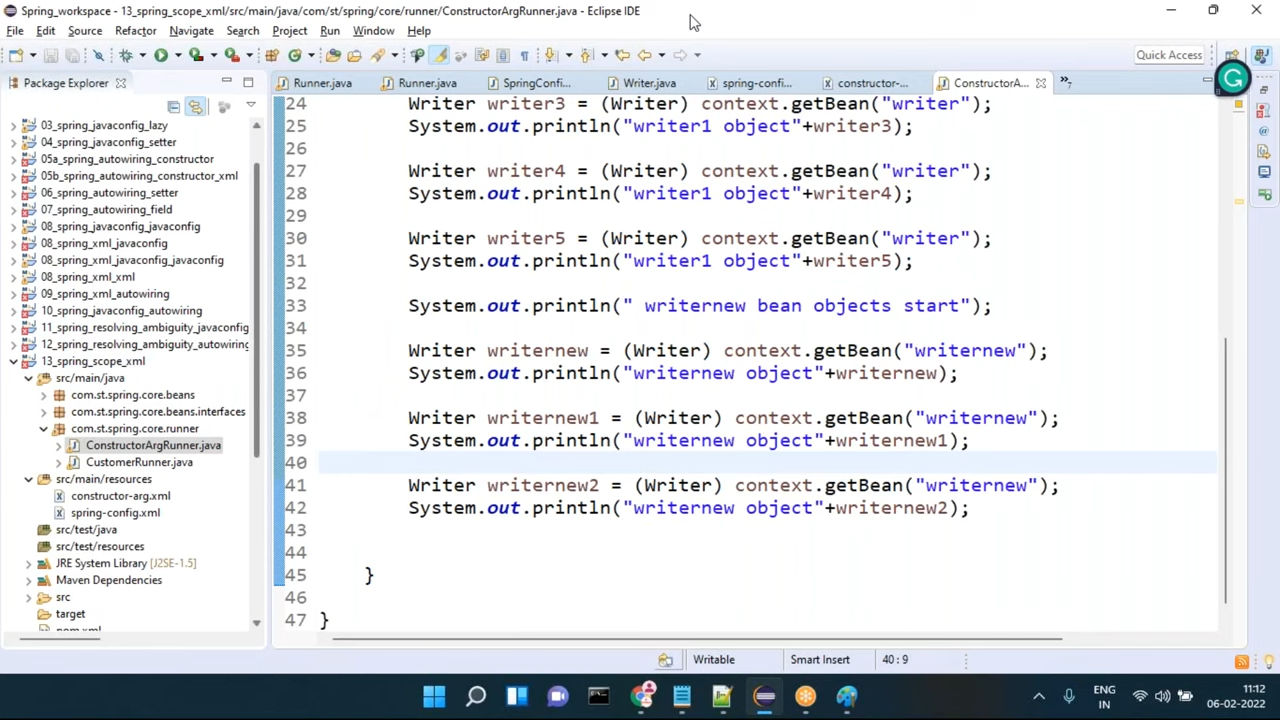 Spring_workspace - 13_spring_scope_xml/src/main/java/com/st/spring/core/runner/ConstructorArgRunner.java - Eclipse IDE
File Edit Source Refactor Navigate Search Project Run Window Help
Quick Access
Package Explorer
Runner.java Runner.java SpringConfi... Writer.java spring-confi... constructor-... ConstructorA... »7
03_spring_javaconfig_lazy
04_spring_javaconfig_setter
05a_spring_autowiring_constructor
05b_spring_autowiring_constructor_xml
06_spring_autowiring_setter
07_spring_autowiring_field
08_spring_javaconfig_javaconfig
08_spring_xml_javaconfig
08_spring_xml_javaconfig_javaconfig
08_spring_xml_xml
09_spring_xml_autowiring
10_spring_javaconfig_autowiring
11_spring_resolving_ambiguity_javaconfig
12_spring_resolving_ambiguity_autowiring
13_spring_scope_xml
src/main/java
com.st.spring.core.beans
com.st.spring.core.beans.interfaces
com.st.spring.core.runner
ConstructorArgRunner.java
CustomerRunner.java
src/main/resources
constructor-arg.xml
spring-config.xml
src/test/java
src/test/resources
JRE System Library [J2SE-1.5]
Maven Dependencies
src
target
pom.xml
24 Writer writer3 = (Writer) context.getBean("writer");
25 System.out.println("writer1 object"+writer3);
26
27 Writer writer4 = (Writer) context.getBean("writer");
28 System.out.println("writer1 object"+writer4);
29
30 Writer writer5 = (Writer) context.getBean("writer");
31 System.out.println("writer1 object"+writer5);
32
33 System.out.println(" writernew bean objects start");
34
35 Writer writernew = (Writer) context.getBean("writernew");
36 System.out.println("writernew object"+writernew);
37
38 Writer writernew1 = (Writer) context.getBean("writernew");
39 System.out.println("writernew object"+writernew1);
40
41 Writer writernew2 = (Writer) context.getBean("writernew");
42 System.out.println("writernew object"+writernew2);
43
44
45 }
46
47 }
Writable Smart Insert 40 : 9
ENG
IN
11:12
06-02-2022